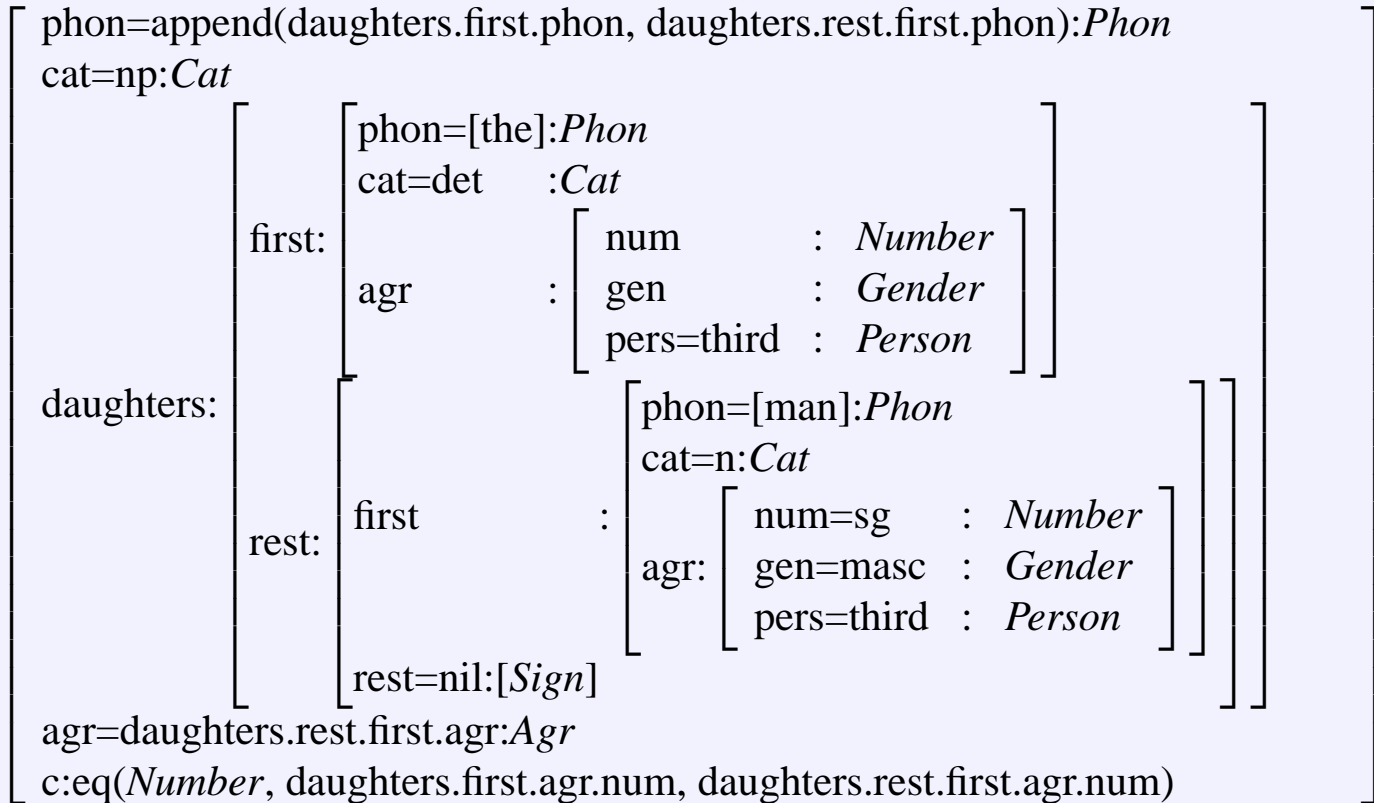 phon=append(daughters.first.phon, daughters.rest.first.phon):Phon
cat=np:Cat
daughters:
first:
phon=[the]:Phon
cat=det :Cat
agr :
num : Number
gen : Gender
pers=third : Person
rest:
first :
phon=[man]:Phon
cat=n:Cat
agr:
num=sg : Number
gen=masc : Gender
pers=third : Person
rest=nil:[Sign]
agr=daughters.rest.first.agr:Agr
c:eq(Number, daughters.first.agr.num, daughters.rest.first.agr.num)